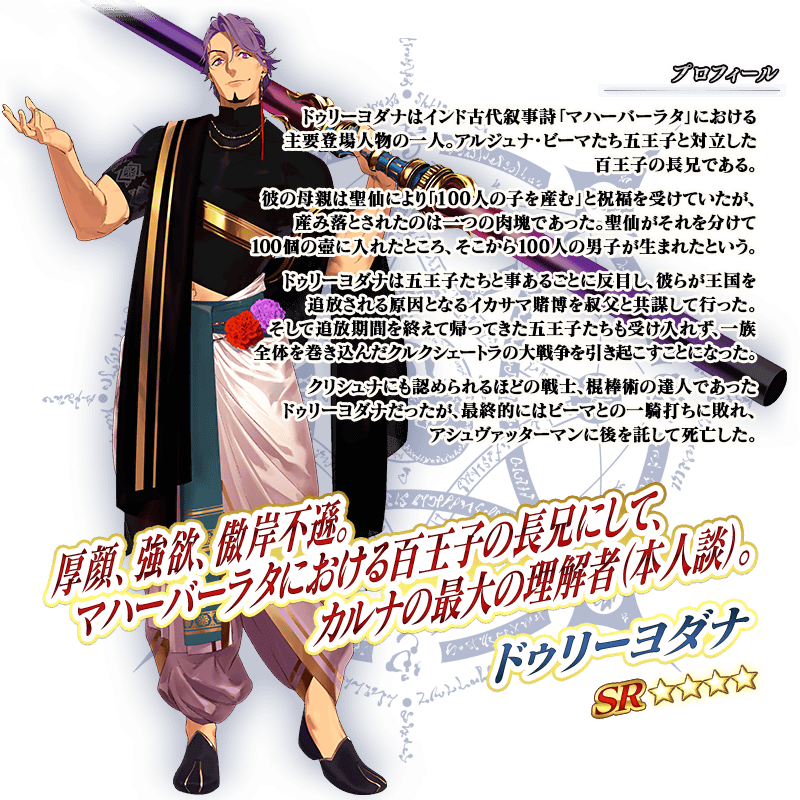 プロフィール
ドゥリーヨダナはインド古代叙事詩「マハーバーラタ」における
主要登場人物の一人。アルジュナ・ビーマたち五王子と対立した
百王子の長兄である。
彼の母親は聖仙により「100人の子を産む」と祝福を受けていたが、
産み落とされたのは一つの肉塊であった。聖仙がそれを分けて
100個の壺に入れたところ、そこから100人の男子が生まれたという。
ドゥリーヨダナは五王子たちと事あるごとに反目し、彼らが王国を
追放される原因となるイカサマ賭博を叔父と共謀して行った。
そして追放期間を終えて帰ってきた五王子たちも受け入れず、一族
全体を巻き込んだクルクシェートラの大戦争を引き起こすことになった。
クリシュナにも認められるほどの戦士、棍棒術の達人であった
ドゥリーヨダナだったが、最終的にはビーマとの一騎打ちに敗れ、
アシュヴァッターマンに後を託して死亡した。
厚顔、強欲、傲岸不遜。
マハーバーラタにおける百王子の長兄にして、
カルナの最大の理解者(本人談)。
ドゥリーヨダナ
SR